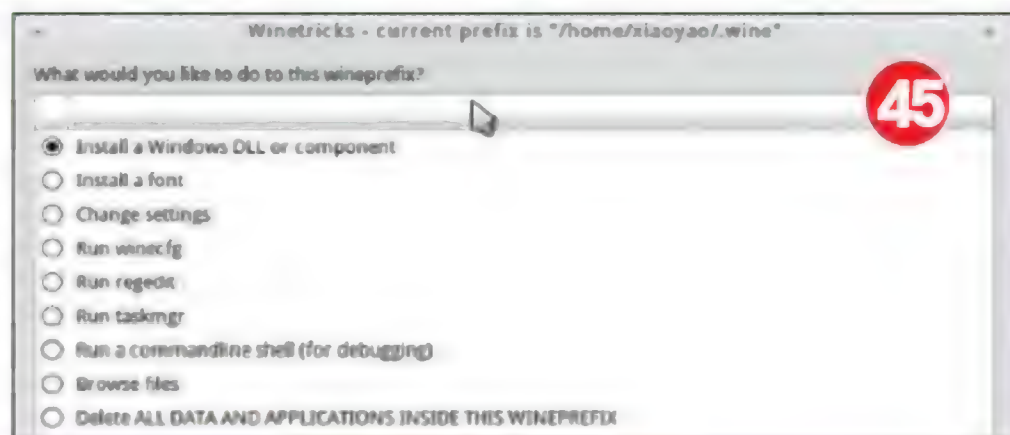 Winetricks - current prefix is "/home/xiaoyao/.wine"
What would you like to do to this wineprefix?
45
Install a Windows DLL or component
Install a font
Change settings
Run winecfg
Run regedit
Run taskmgr
Run a commandline shell (for debugging)
Browse files
Delete ALL DATA AND APPLICATIONS INSIDE THIS WINEPREFIX